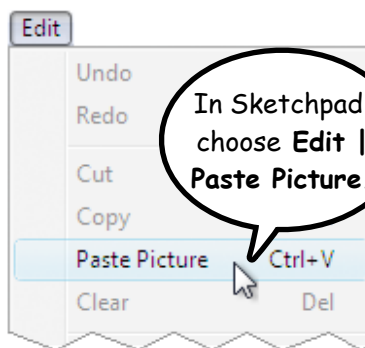 Edit
Undo
Redo
In Sketchpad
choose Edit |
Paste Picture.
Cut
Copy
Paste Picture Ctrl+V
Clear Del